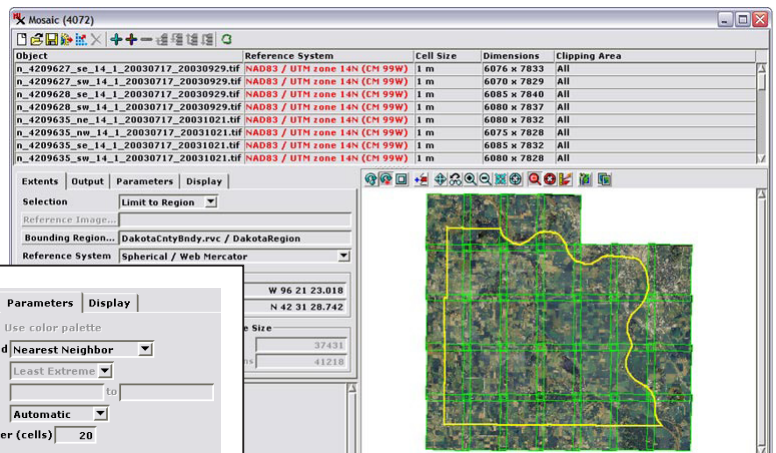 Mosaic (4072)
Object Reference System Cell Size Dimensions Clipping Area
n_4209627_se_14_1_20030717_20030929.tif NAD83 / UTM zone 14N (CM 99W) 1 m 6076 x 7833 All
n_4209627_sw_14_1_20030717_20030929.tif NAD83 / UTM zone 14N (CM 99W) 1 m 6070 x 7829 All
n_4209628_se_14_1_20030717_20030929.tif NAD83 / UTM zone 14N (CM 99W) 1 m 6085 x 7840 All
n_4209628_sw_14_1_20030717_20030929.tif NAD83 / UTM zone 14N (CM 99W) 1 m 6080 x 7837 All
n_4209635_ne_14_1_20030717_20031021.tif NAD83 / UTM zone 14N (CM 99W) 1 m 6080 x 7832 All
n_4209635_nw_14_1_20030717_20031021.tif NAD83 / UTM zone 14N (CM 99W) 1 m 6075 x 7828 All
n_4209635_se_14_1_20030717_20031021.tif NAD83 / UTM zone 14N (CM 99W) 1 m 6085 x 7832 All
n_4209635_sw_14_1_20030717_20031021.tif NAD83 / UTM zone 14N (CM 99W) 1 m 6080 x 7828 All
Extents Output Parameters Display
Selection Limit to Region
Reference Image...
Bounding Region... DakotaCntyBndy.rvc / DakotaRegion
Reference System Spherical / Web Mercator
W 96 21 23.018
N 42 31 28.742
e Size
37431
ns 41218
Parameters Display
Use color palette
d Nearest Neighbor
Least Extreme
to
Automatic
er (cells) 20